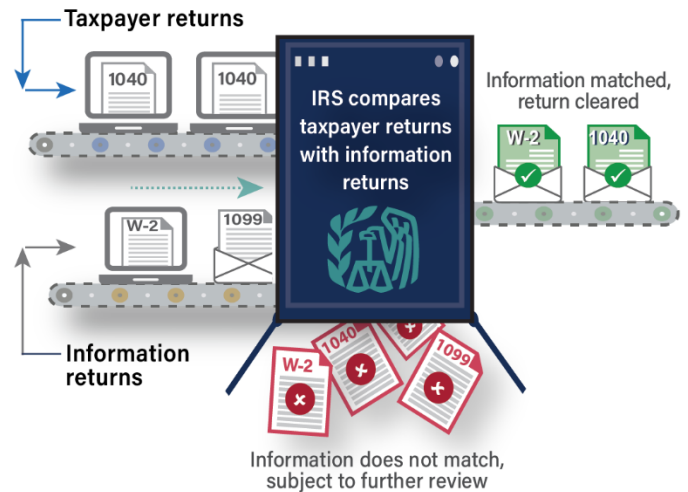 Taxpayer returns
1040
1040
W-2
1099
Information
returns
IRS compares
taxpayer returns
with information
returns
Information matched,
return cleared
W-2
1040
W-2
1040
1099
Information does not match,
subject to further review